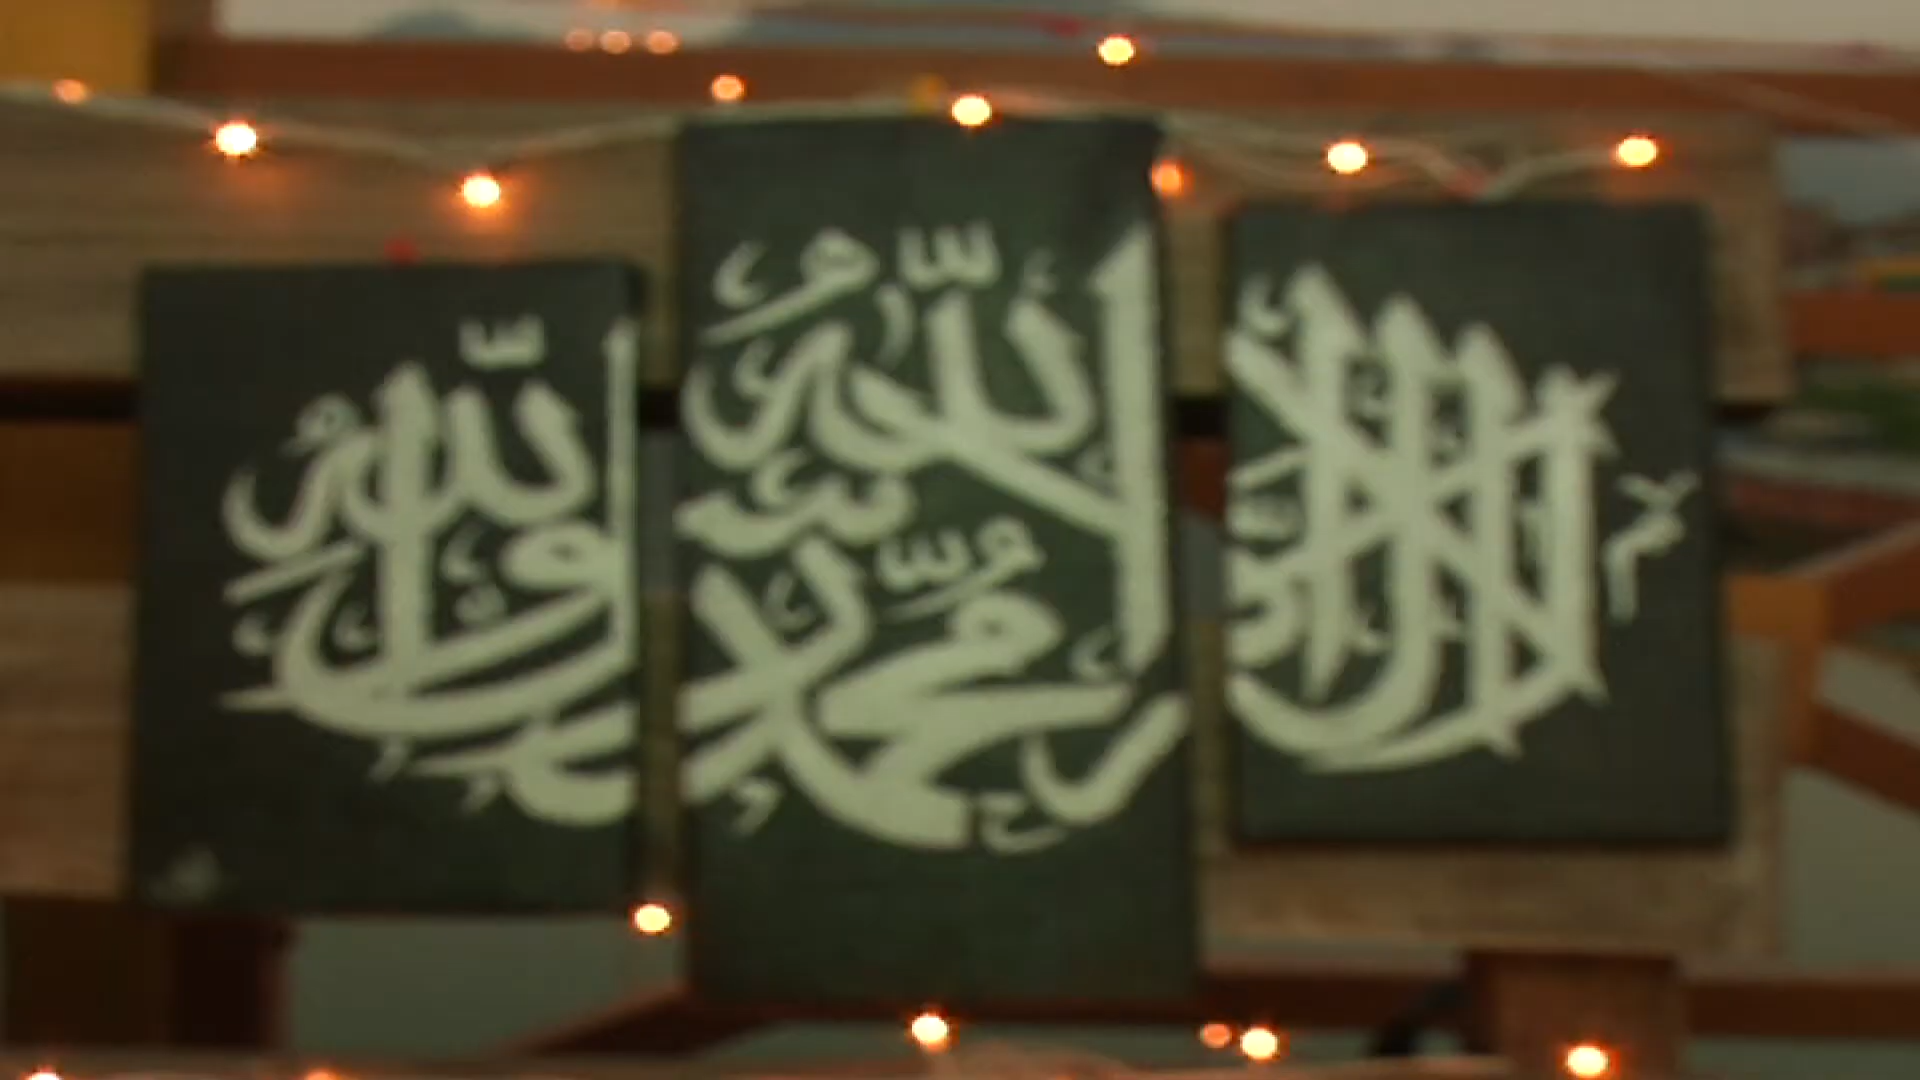 لا إله إلا الله محمد رسول الله